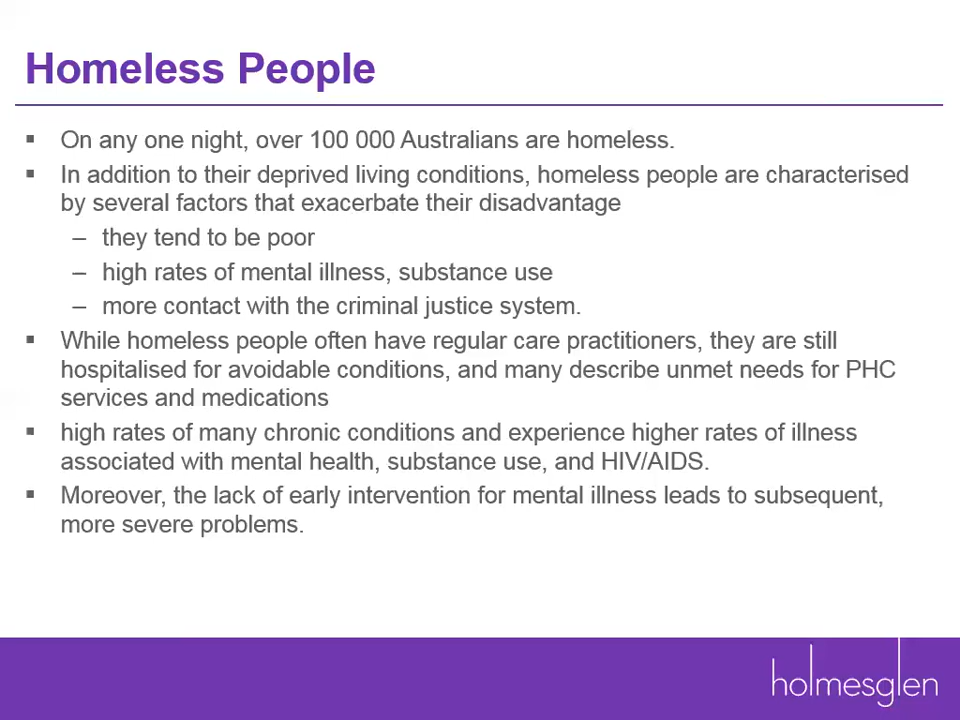 Homeless People
▪ On any one night, over 100 000 Australians are homeless.
▪ In addition to their deprived living conditions, homeless people are characterised
by several factors that exacerbate their disadvantage
– they tend to be poor
– high rates of mental illness, substance use
– more contact with the criminal justice system.
▪ While homeless people often have regular care practitioners, they are still
hospitalised for avoidable conditions, and many describe unmet needs for PHC
services and medications
▪ high rates of many chronic conditions and experience higher rates of illness
associated with mental health, substance use, and HIV/AIDS.
▪ Moreover, the lack of early intervention for mental illness leads to subsequent,
more severe problems.
holmesglen